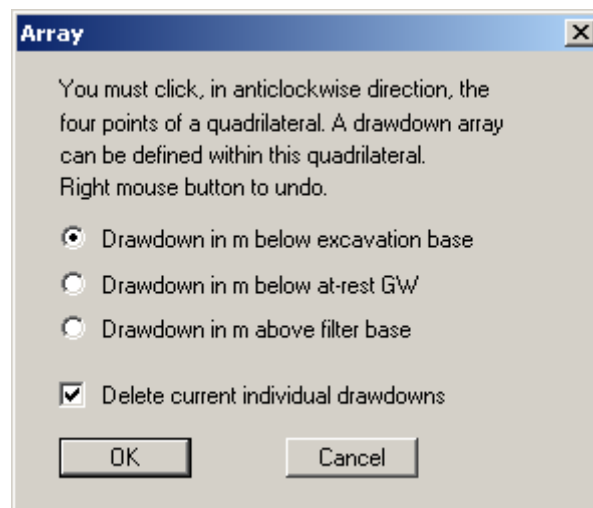 Array
You must click, in anticlockwise direction, the
four points of a quadrilateral. A drawdown array
can be defined within this quadrilateral.
Right mouse button to undo.
Drawdown in m below excavation base
Drawdown in m below at-rest GW
Drawdown in m above filter base
Delete current individual drawdowns
OK Cancel